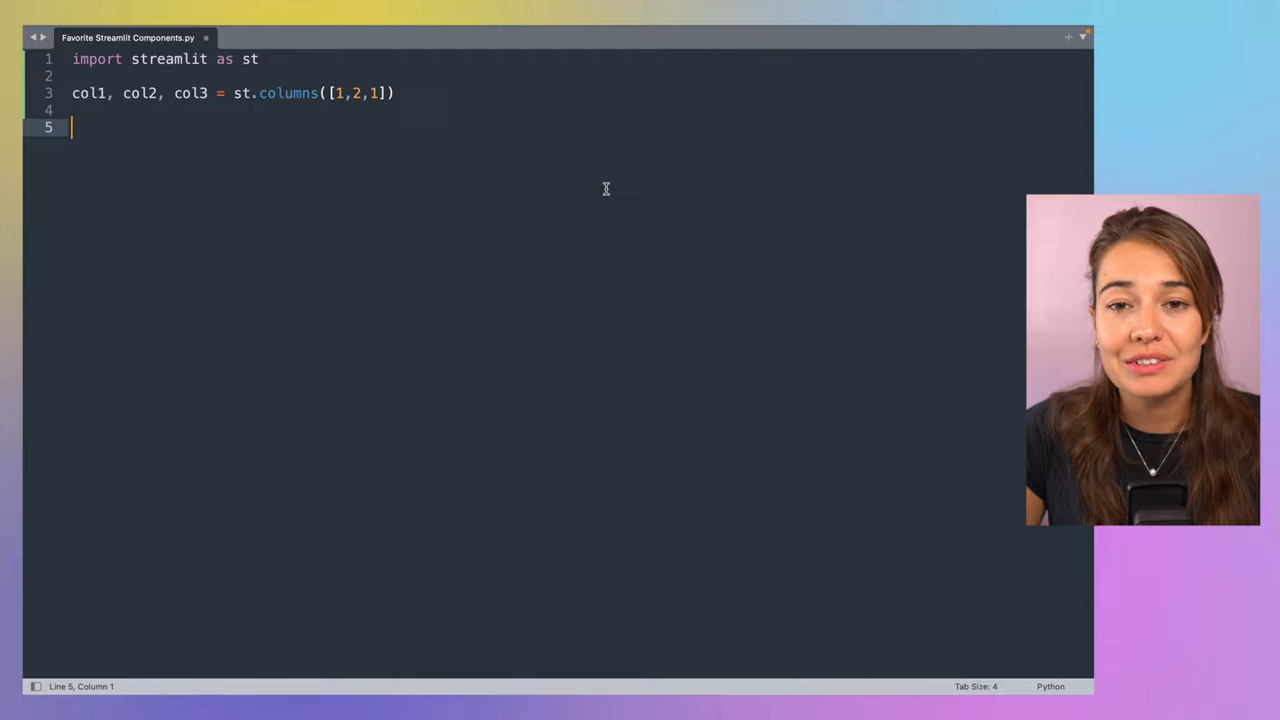 Favorite Streamlit Components.py
1 import streamlit as st
2
3 col1, col2, col3 = st.columns([1,2,1])
4
5
Line 5, Column 1
Tab Size: 4
Python